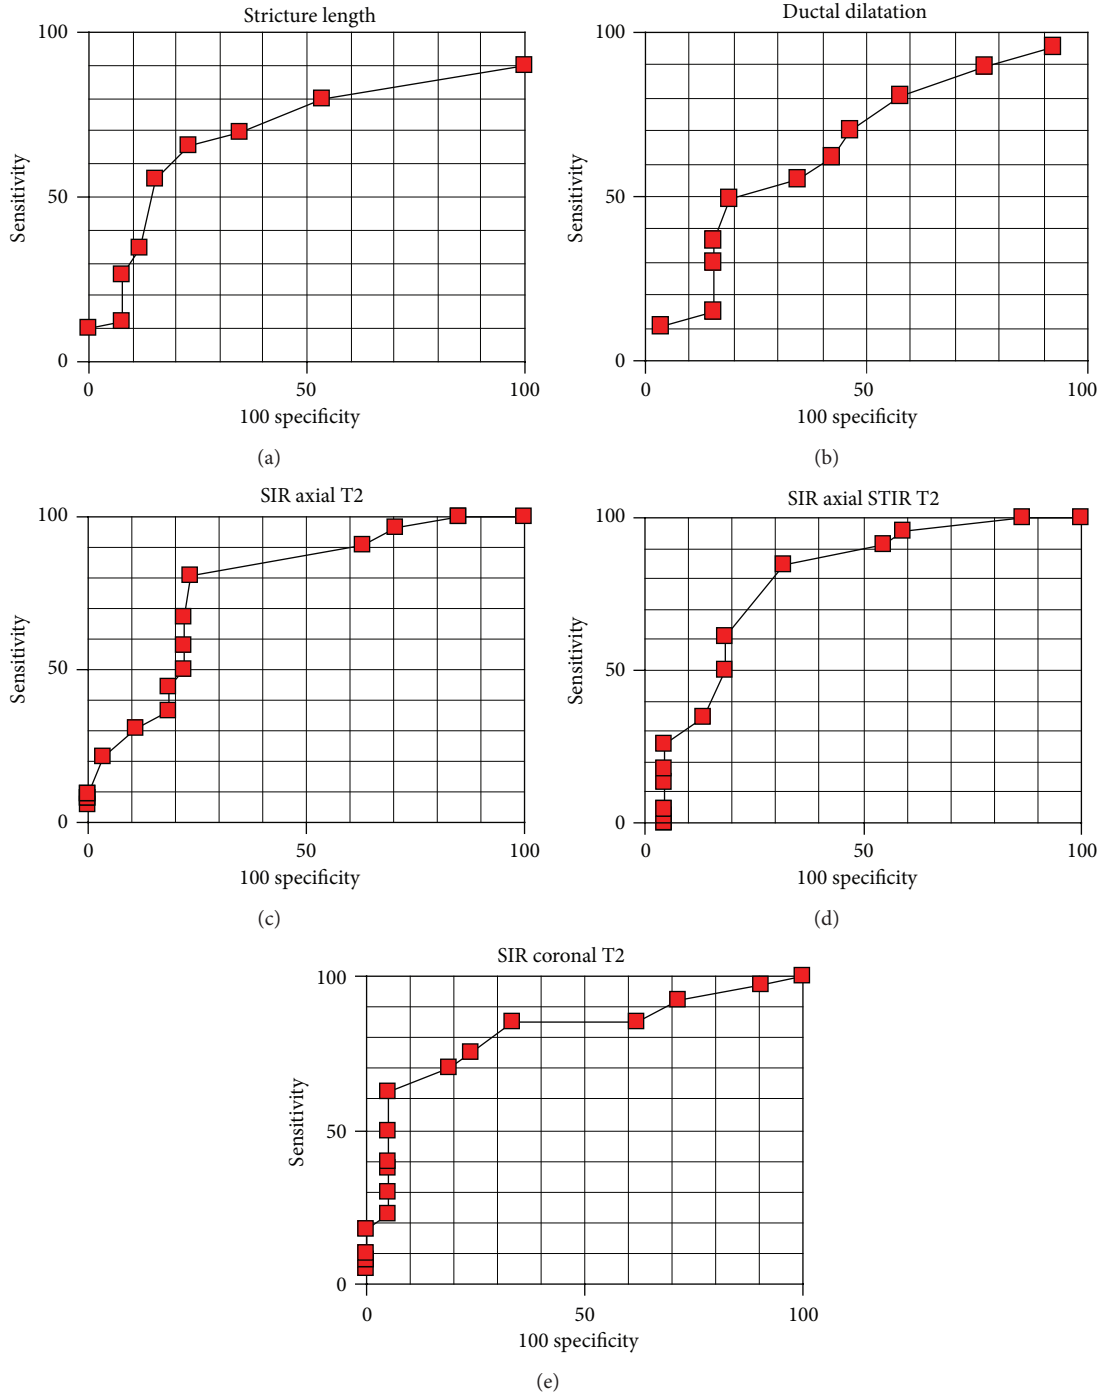 Stricture length
100
50
0
Sensitivity
0 50 100
100 specificity
(a)
Ductal dilatation
100
50
0
Sensitivity
0 50 100
100 specificity
(b)
SIR axial T2
100
50
0
Sensitivity
0 50 100
100 specificity
(c)
SIR axial STIR T2
100
50
0
Sensitivity
0 50 100
100 specificity
(d)
SIR coronal T2
100
50
0
Sensitivity
0 50 100
100 specificity
(e)